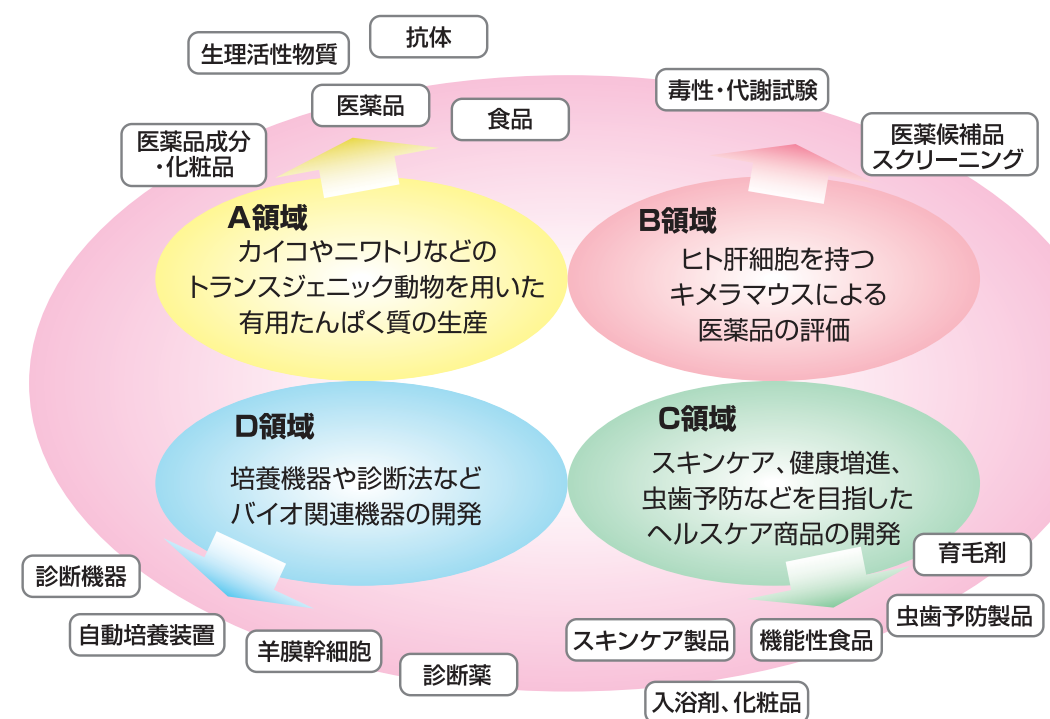 生理活性物質
抗体
医薬品
食品
医薬品成分
・化粧品
毒性・代謝試験
医薬候補品
スクリーニング
A領域
カイコやニワトリなどの
トランスジェニック動物を用いた
有用たんぱく質の生産
B領域
ヒト肝細胞を持つ
キメラマウスによる
医薬品の評価
D領域
培養機器や診断法など
バイオ関連機器の開発
C領域
スキンケア、健康増進、
虫歯予防などを目指した
ヘルスケア商品の開発
診断機器
自動培養装置
羊膜幹細胞
診断薬
育毛剤
虫歯予防製品
スキンケア製品
機能性食品
入浴剤、化粧品